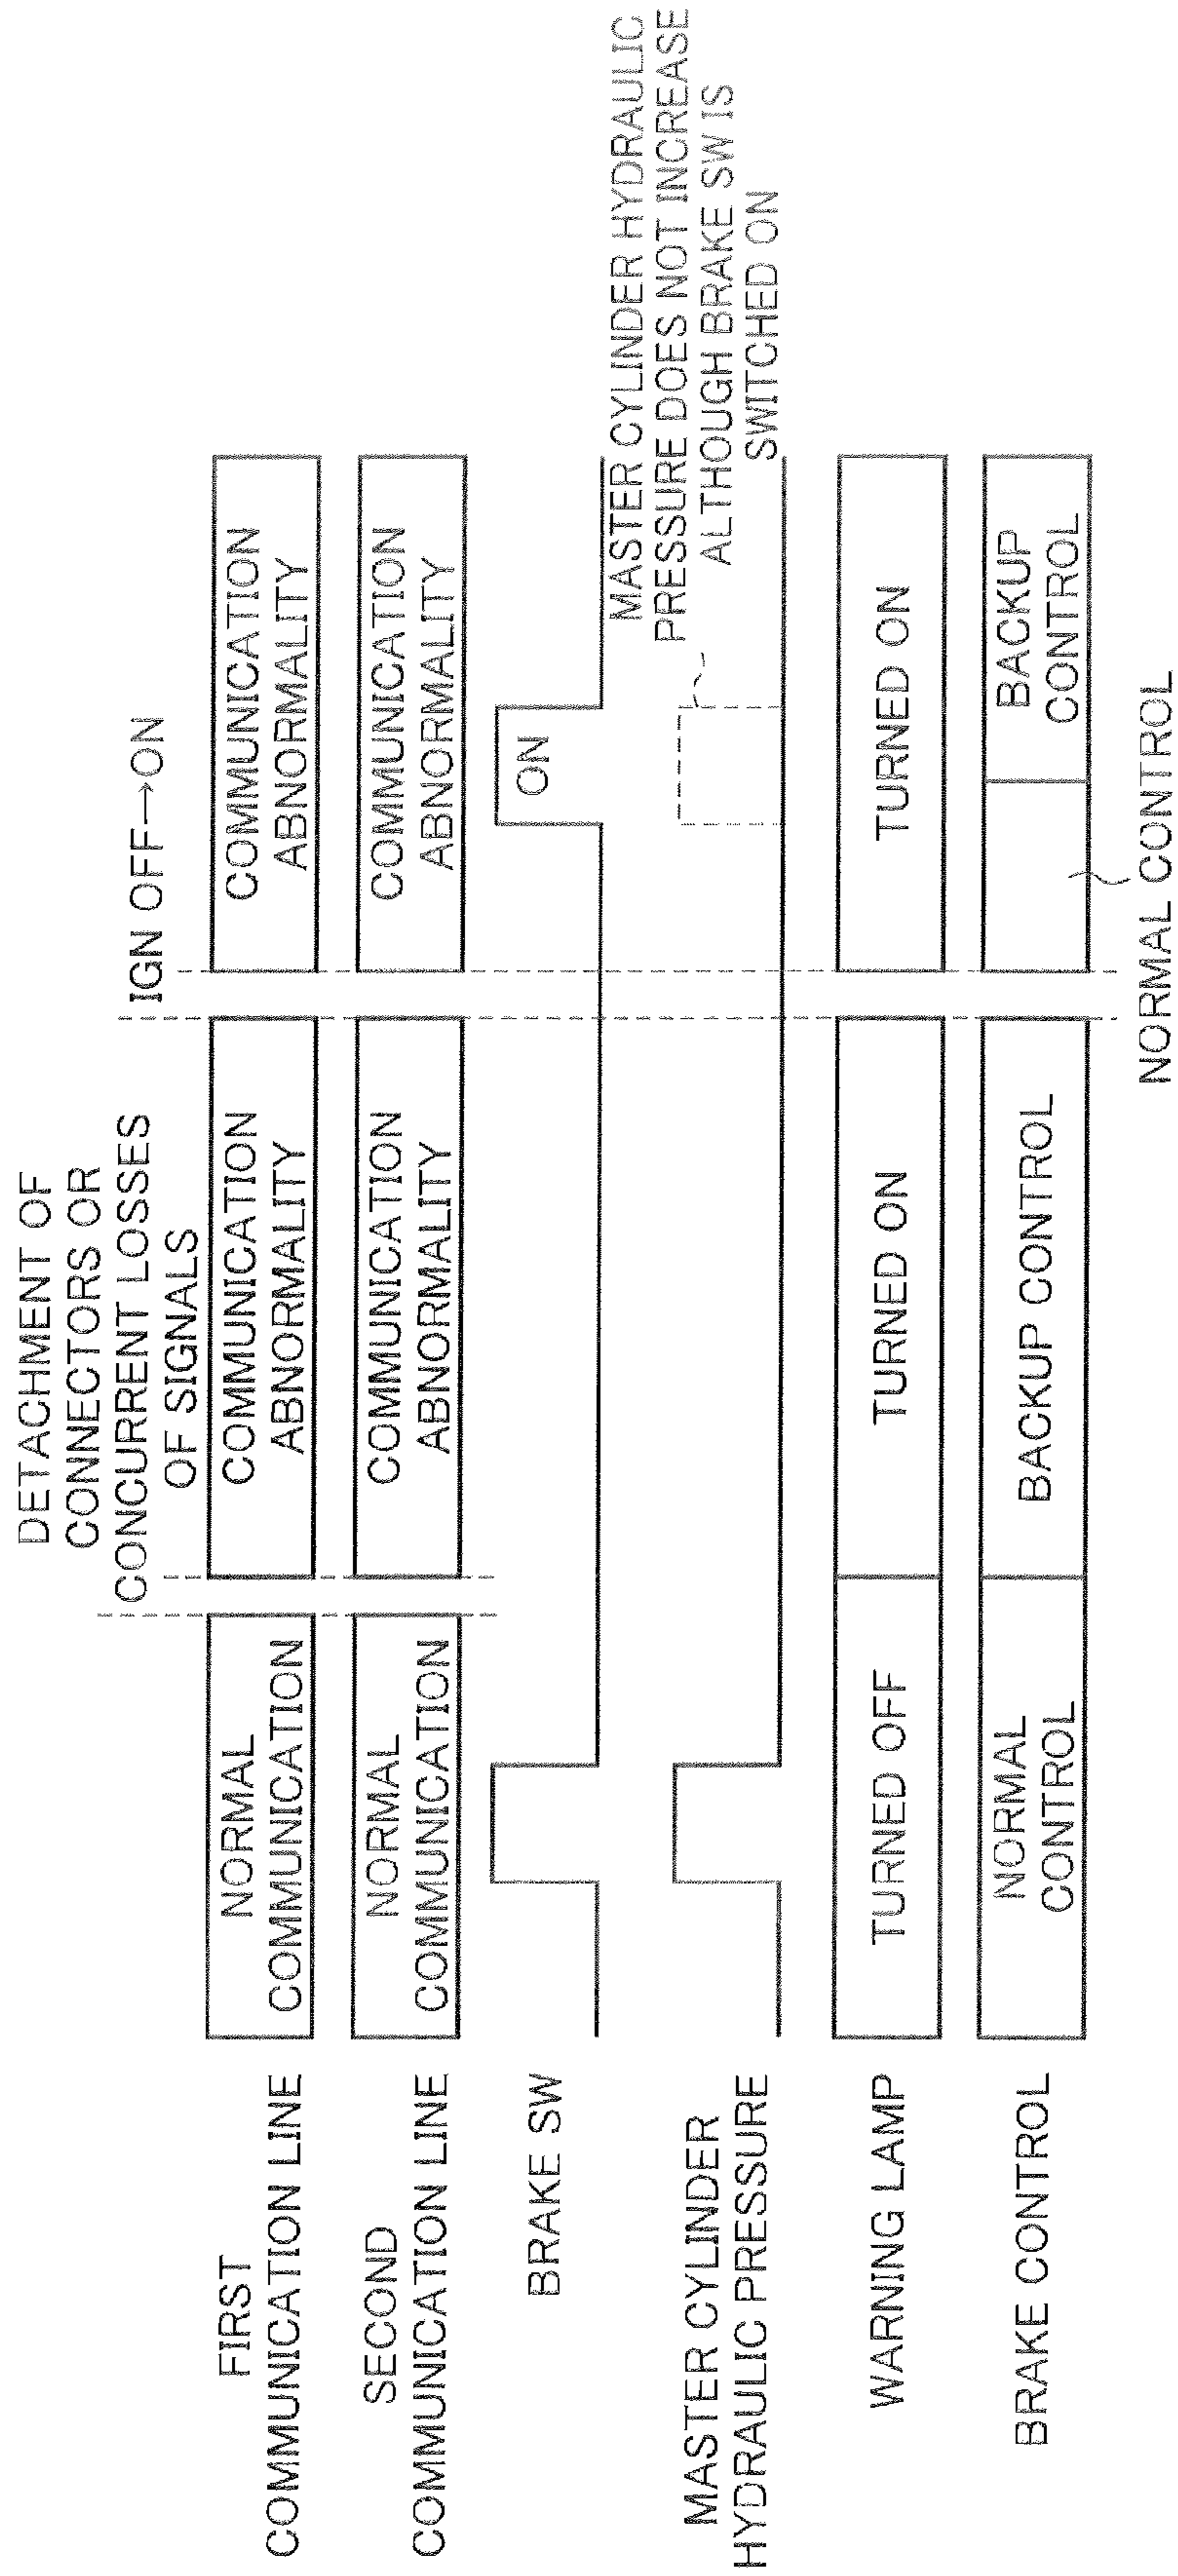 DETACHMENT OF
CONNECTORS OR
CONCURRENT LOSSES
OF SIGNALS
IGN OFF→ON
FIRST
COMMUNICATION LINE
NORMAL
COMMUNICATION
COMMUNICATION
ABNORMALITY
COMMUNICATION
ABNORMALITY
SECOND
COMMUNICATION LINE
NORMAL
COMMUNICATION
COMMUNICATION
ABNORMALITY
COMMUNICATION
ABNORMALITY
BRAKE SW
ON
MASTER CYLINDER
HYDRAULIC PRESSURE
MASTER CYLINDER HYDRAULIC
PRESSURE DOES NOT INCREASE
ALTHOUGH BRAKE SW IS
SWITCHED ON
WARNING LAMP
TURNED OFF
TURNED ON
TURNED ON
BRAKE CONTROL
NORMAL
CONTROL
BACKUP CONTROL
BACKUP
CONTROL
NORMAL CONTROL